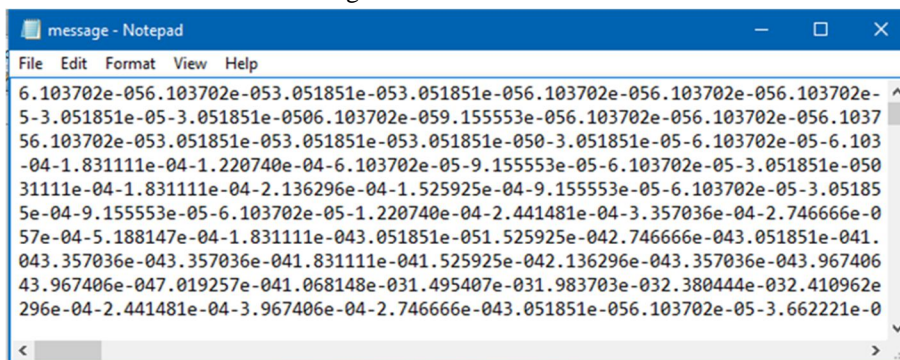 message - Notepad
File Edit Format View Help
6.103702e-056.103702e-053.051851e-053.051851e-056.103702e-056.103702e-056.103702e-
5-3.051851e-05-3.051851e-0506.103702e-059.155553e-056.103702e-056.103702e-056.1037
56.103702e-053.051851e-053.051851e-053.051851e-050-3.051851e-05-6.103702e-05-6.103
-04-1.831111e-04-1.220740e-04-6.103702e-05-9.155553e-05-6.103702e-05-3.051851e-050
31111e-04-1.831111e-04-2.136296e-04-1.525925e-04-9.155553e-05-6.103702e-05-3.05185
5e-04-9.155553e-05-6.103702e-05-1.220740e-04-2.441481e-04-3.357036e-04-2.746666e-0
57e-04-5.188147e-04-1.831111e-043.051851e-051.525925e-042.746666e-043.051851e-041.
043.357036e-043.357036e-041.831111e-041.525925e-042.136296e-043.357036e-043.967406
43.967406e-047.019257e-041.068148e-031.495407e-031.983703e-032.380444e-032.410962e
296e-04-2.441481e-04-3.967406e-04-2.746666e-043.051851e-056.103702e-05-3.662221e-0